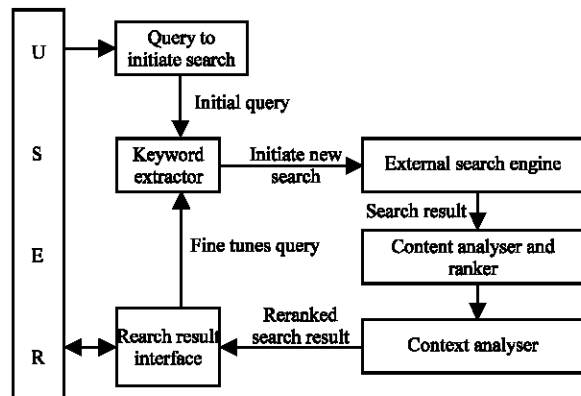 U
S
E
R
Query to
initiate search
Initial query
Keyword
extractor
Initiate new
search
External search engine
Search result
Content analyser and
ranker
Context analyser
Reranked
search result
Rearch result
interface
Fine tunes query